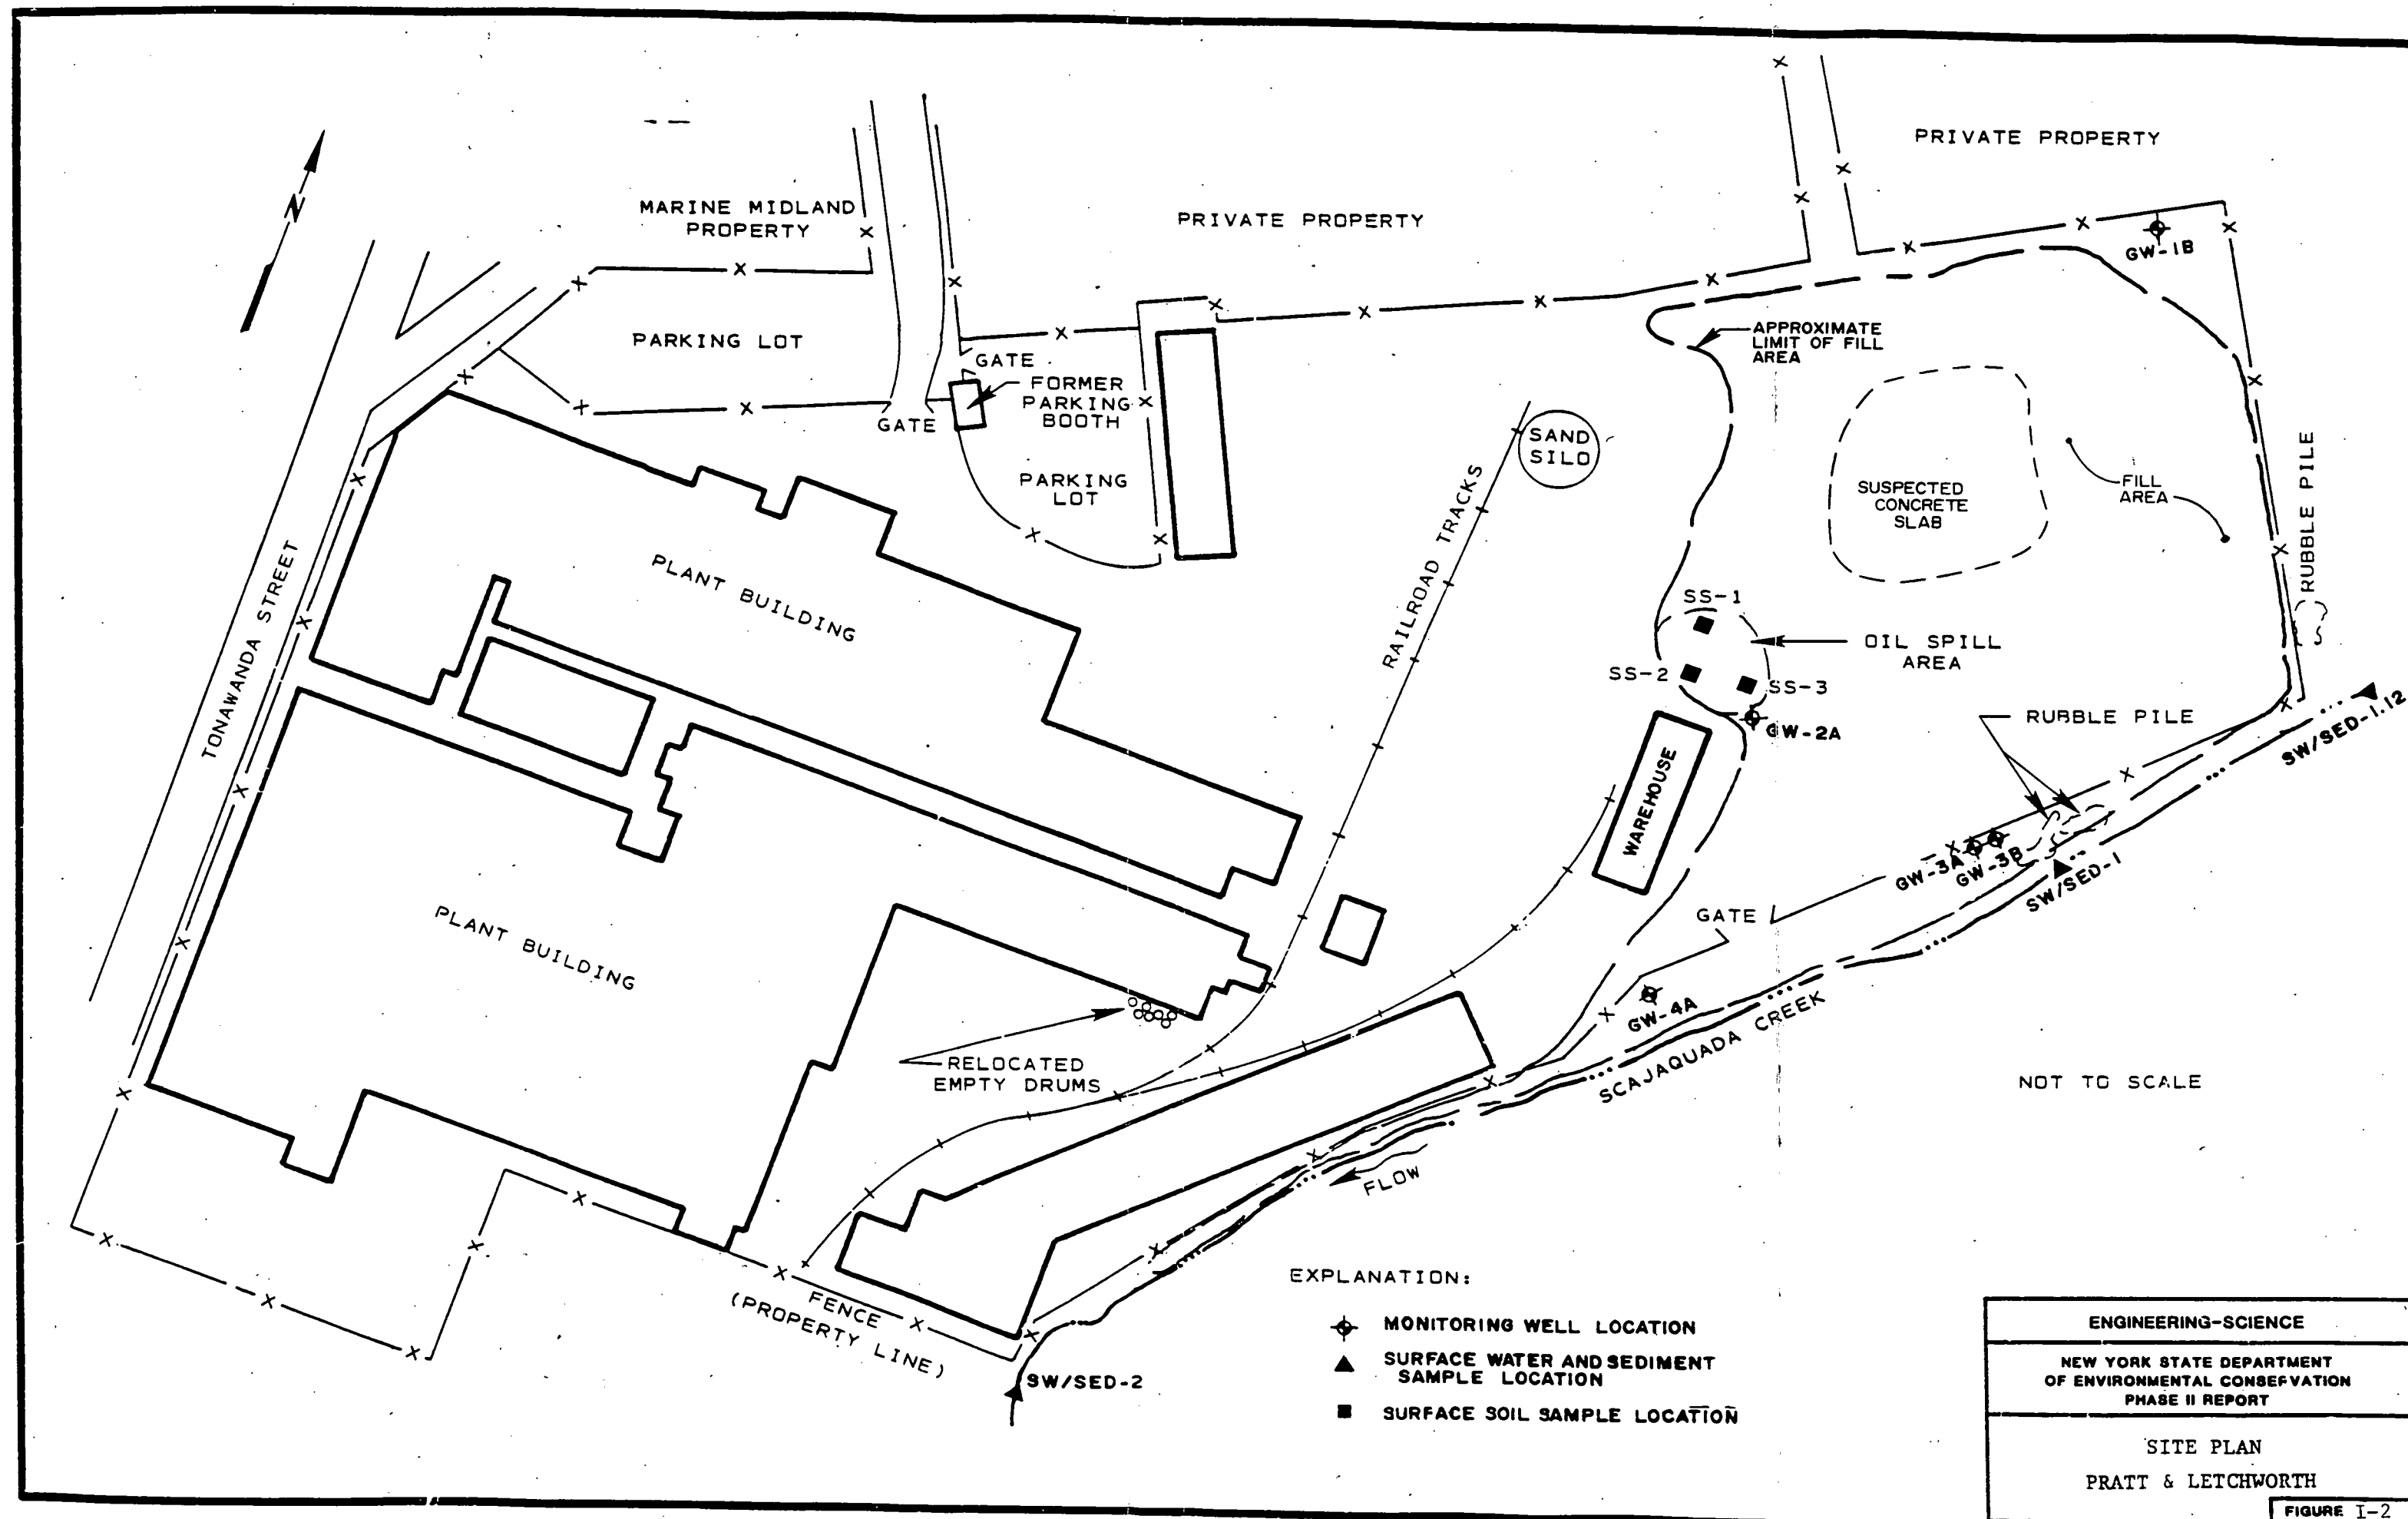 N
MARINE MIDLAND
PROPERTY
PRIVATE PROPERTY
PRIVATE PROPERTY
GW-1B
PARKING LOT
GATE
FORMER
PARKING
BOOTH
GATE
PARKING
LOT
APPROXIMATE
LIMIT OF FILL
AREA
SAND
SILO
SUSPECTED
CONCRETE
SLAB
FILL
AREA
RUBBLE PILE
TONAWANDA STREET
PLANT BUILDING
RAILROAD TRACKS
SS-1
SS-2
SS-3
OIL SPILL
AREA
GW-2A
WAREHOUSE
RUBBLE PILE
SW/SED-1,12
GW-3A
GW-3B
SW/SED-1
GATE
GW-4A
SCAJAQUADA CREEK
PLANT BUILDING
RELOCATED
EMPTY DRUMS
NOT TO SCALE
FLOW
FENCE
(PROPERTY LINE)
SW/SED-2
EXPLANATION:
MONITORING WELL LOCATION
SURFACE WATER AND SEDIMENT
SAMPLE LOCATION
SURFACE SOIL SAMPLE LOCATION
ENGINEERING-SCIENCE
NEW YORK STATE DEPARTMENT
OF ENVIRONMENTAL CONSERVATION
PHASE II REPORT
SITE PLAN
PRATT & LETCHWORTH
FIGURE I-2